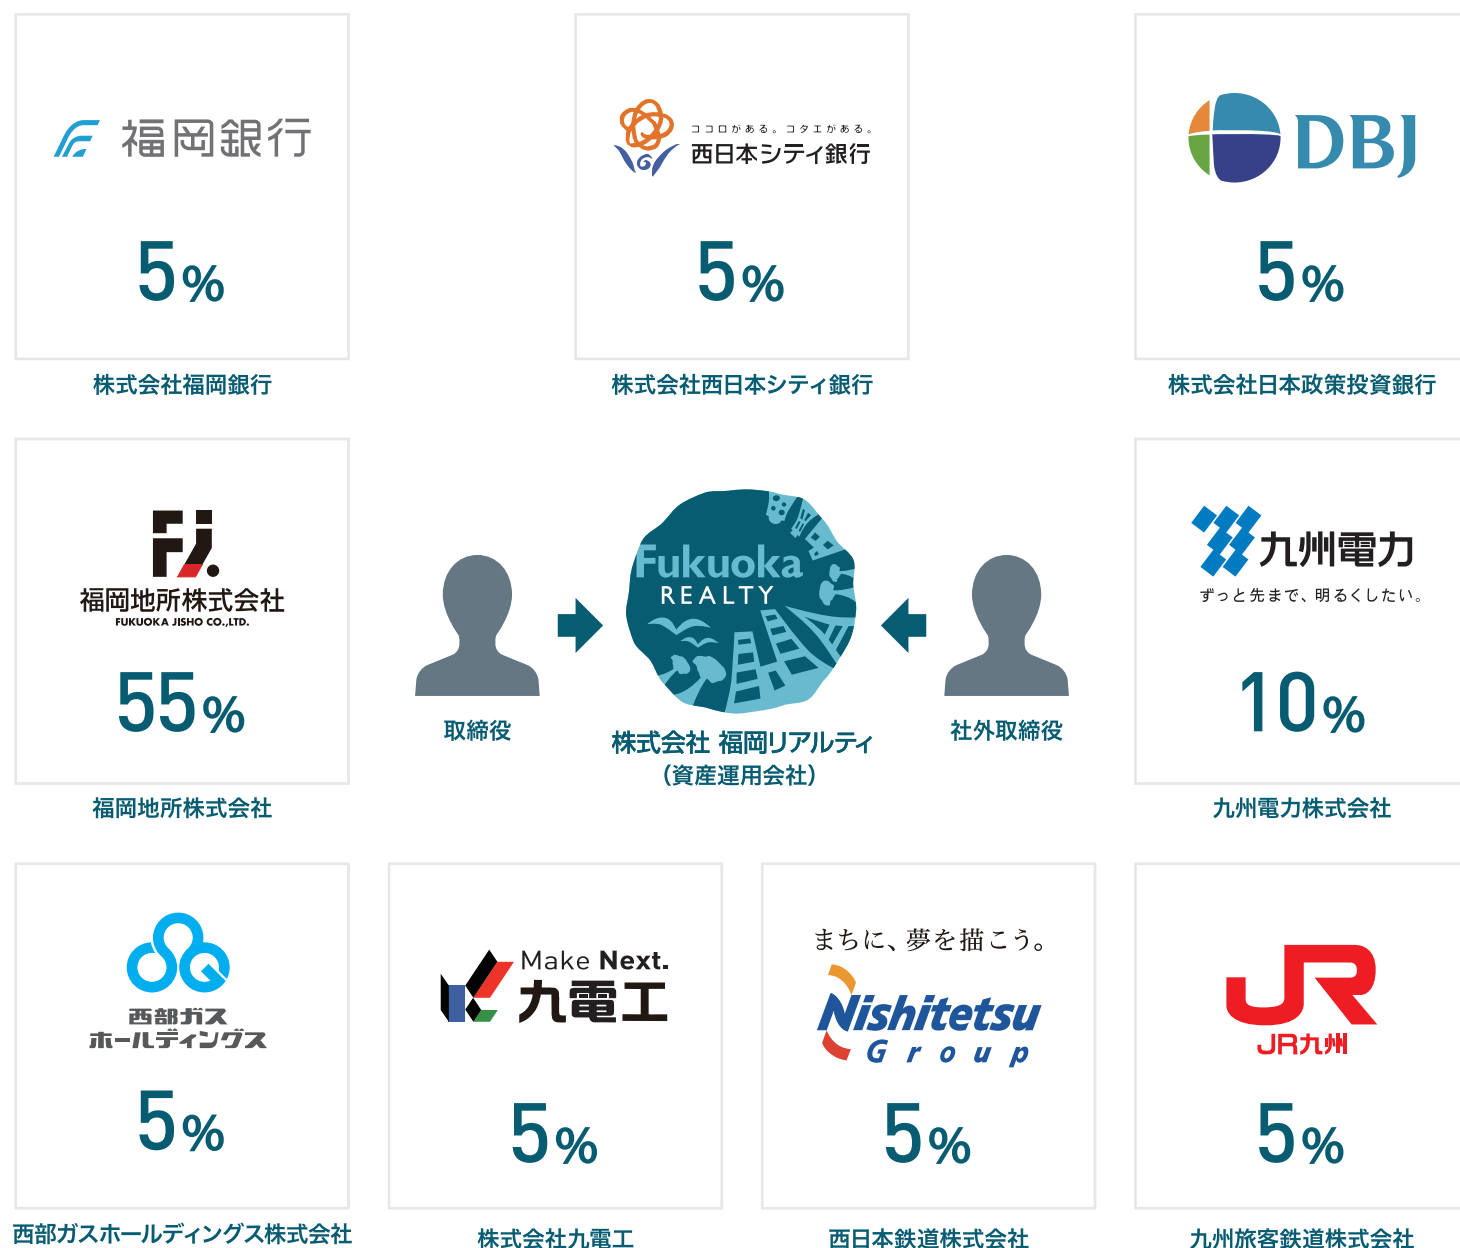 福岡銀行
5%
株式会社福岡銀行
ココロがある。コタエがある。
西日本シティ銀行
5%
株式会社西日本シティ銀行
DBJ
5%
株式会社日本政策投資銀行
FJ.
福岡地所株式会社
FUKUOKA JISHO CO.,LTD.
55%
福岡地所株式会社
取締役
Fukuoka
REALTY
株式会社 福岡リアルティ
（資産運用会社）
社外取締役
九州電力
ずっと先まで、明るくしたい。
10%
九州電力株式会社
西部ガス
ホールディングス
5%
西部ガスホールディングス株式会社
Make Next.
九電工
5%
株式会社九電工
まちに、夢を描こう。
Nishitetsu
Group
5%
西日本鉄道株式会社
JR
JR九州
5%
九州旅客鉄道株式会社